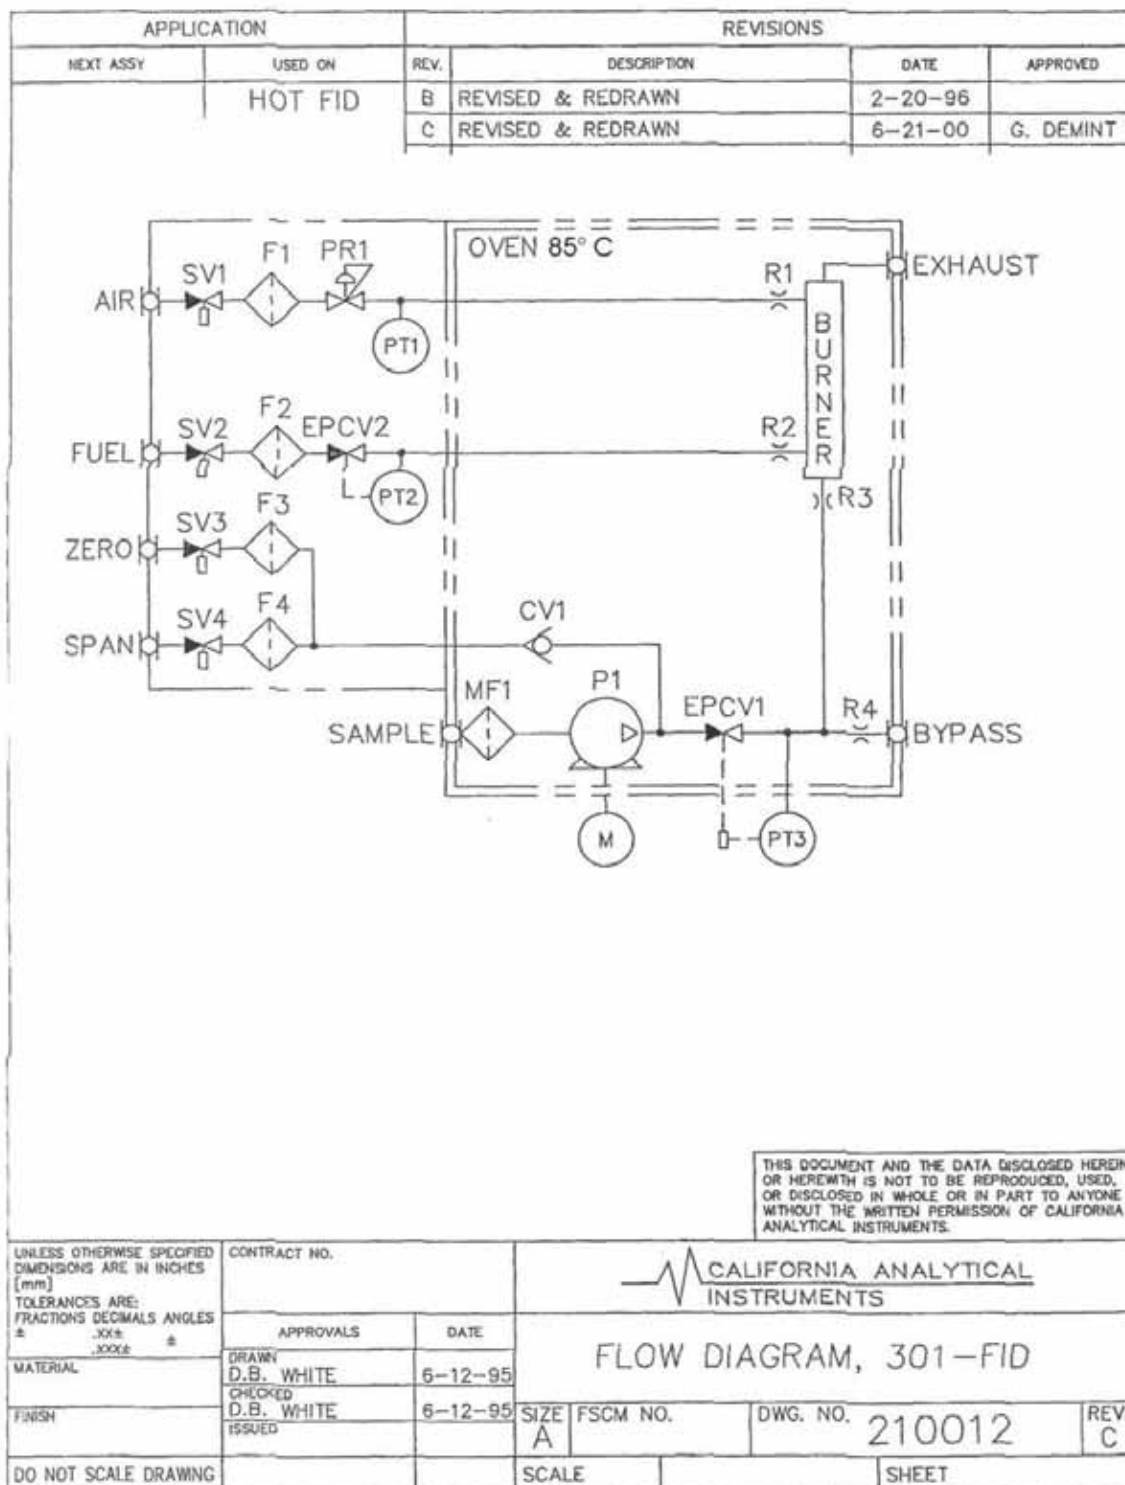 APPLICATION
REVISIONS
NEXT ASSY
USED ON
REV.
DESCRIPTION
DATE
APPROVED
HOT FID
B
REVISED & REDRAWN
2-20-96
C
REVISED & REDRAWN
6-21-00
G. DEMINT
OVEN 85° C
EXHAUST
F1
PR1
SV1
R1
AIR
PT1
BURNER
F2
SV2
EPCV2
R2
FUEL
PT2
R3
F3
SV3
ZERO
F4
SV4
CV1
SPAN
MF1
P1
EPCV1
R4
SAMPLE
BYPASS
M
PT3
THIS DOCUMENT AND THE DATA DISCLOSED HEREIN
OR HEREWITH IS NOT TO BE REPRODUCED, USED,
OR DISCLOSED IN WHOLE OR IN PART TO ANYONE
WITHOUT THE WRITTEN PERMISSION OF CALIFORNIA
ANALYTICAL INSTRUMENTS.
UNLESS OTHERWISE SPECIFIED
DIMENSIONS ARE IN INCHES
[mm]
TOLERANCES ARE:
FRACTIONS DECIMALS ANGLES
± .XX± ±
.XXX±
MATERIAL
FINISH
DO NOT SCALE DRAWING
CONTRACT NO.
APPROVALS
DATE
DRAWN
D.B. WHITE
6-12-95
CHECKED
D.B. WHITE
6-12-95
ISSUED
CALIFORNIA ANALYTICAL
INSTRUMENTS
FLOW DIAGRAM, 301-FID
SIZE
A
FSCM NO.
DWG. NO.
210012
REV
C
SCALE
SHEET